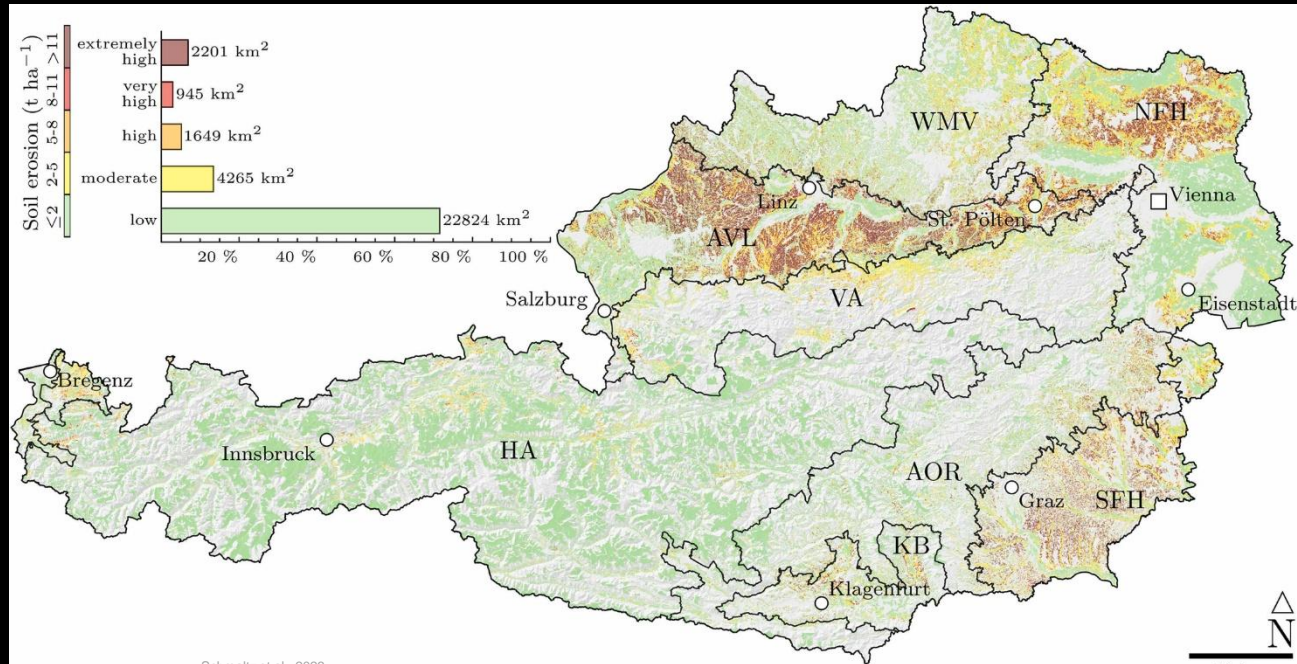 Soil erosion (t ha⁻¹)
≤2 2-5 5-8 8-11 >11
extremely
high
2201 km²
very
high
945 km²
high
1649 km²
moderate
4265 km²
low
22824 km²
20 % 40 % 60 % 80 % 100 %
WMV
NFH
Linz
St. Pölten
Vienna
AVL
VA
Salzburg
Eisenstadt
Bregenz
Innsbruck
HA
AOR
Graz
SFH
KB
Klagenfurt
N